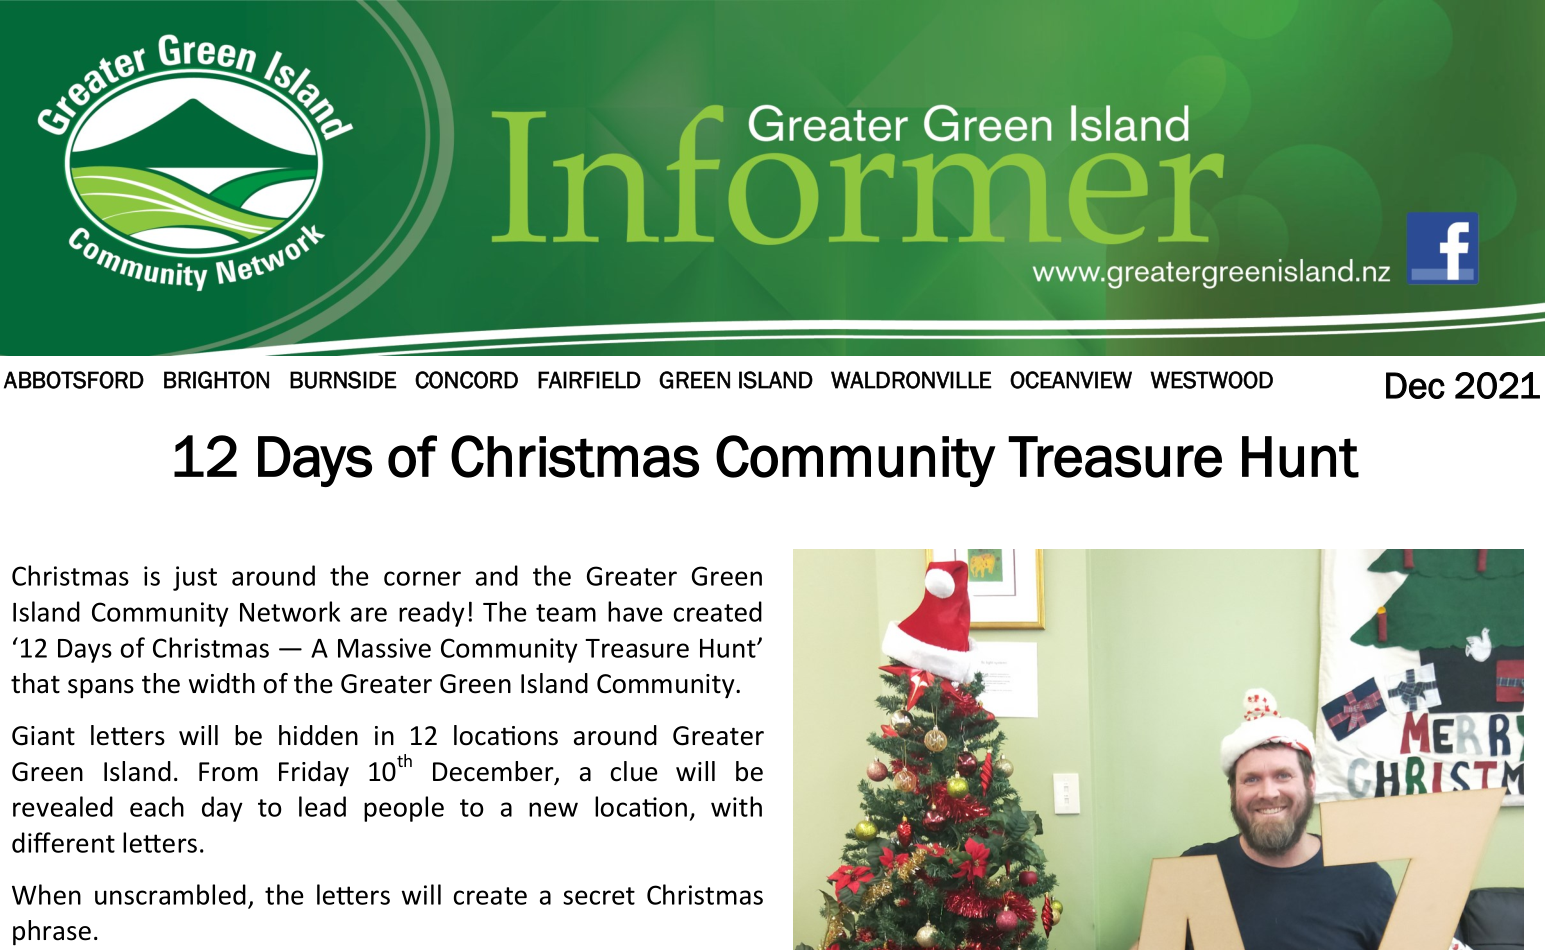 Greater Green Island
Community Network
Greater Green Island
Informer
www.greatergreenisland.nz
f
ABBOTSFORD BRIGHTON BURNSIDE CONCORD FAIRFIELD GREEN ISLAND WALDRONVILLE OCEANVIEW WESTWOOD
Dec 2021
12 Days of Christmas Community Treasure Hunt
Christmas is just around the corner and the Greater Green
Island Community Network are ready! The team have created
‘12 Days of Christmas — A Massive Community Treasure Hunt’
that spans the width of the Greater Green Island Community.
Giant letters will be hidden in 12 locations around Greater
Green Island. From Friday 10th December, a clue will be
revealed each day to lead people to a new location, with
different letters.
When unscrambled, the letters will create a secret Christmas
phrase.
MERRY
CHRISTM
A Z